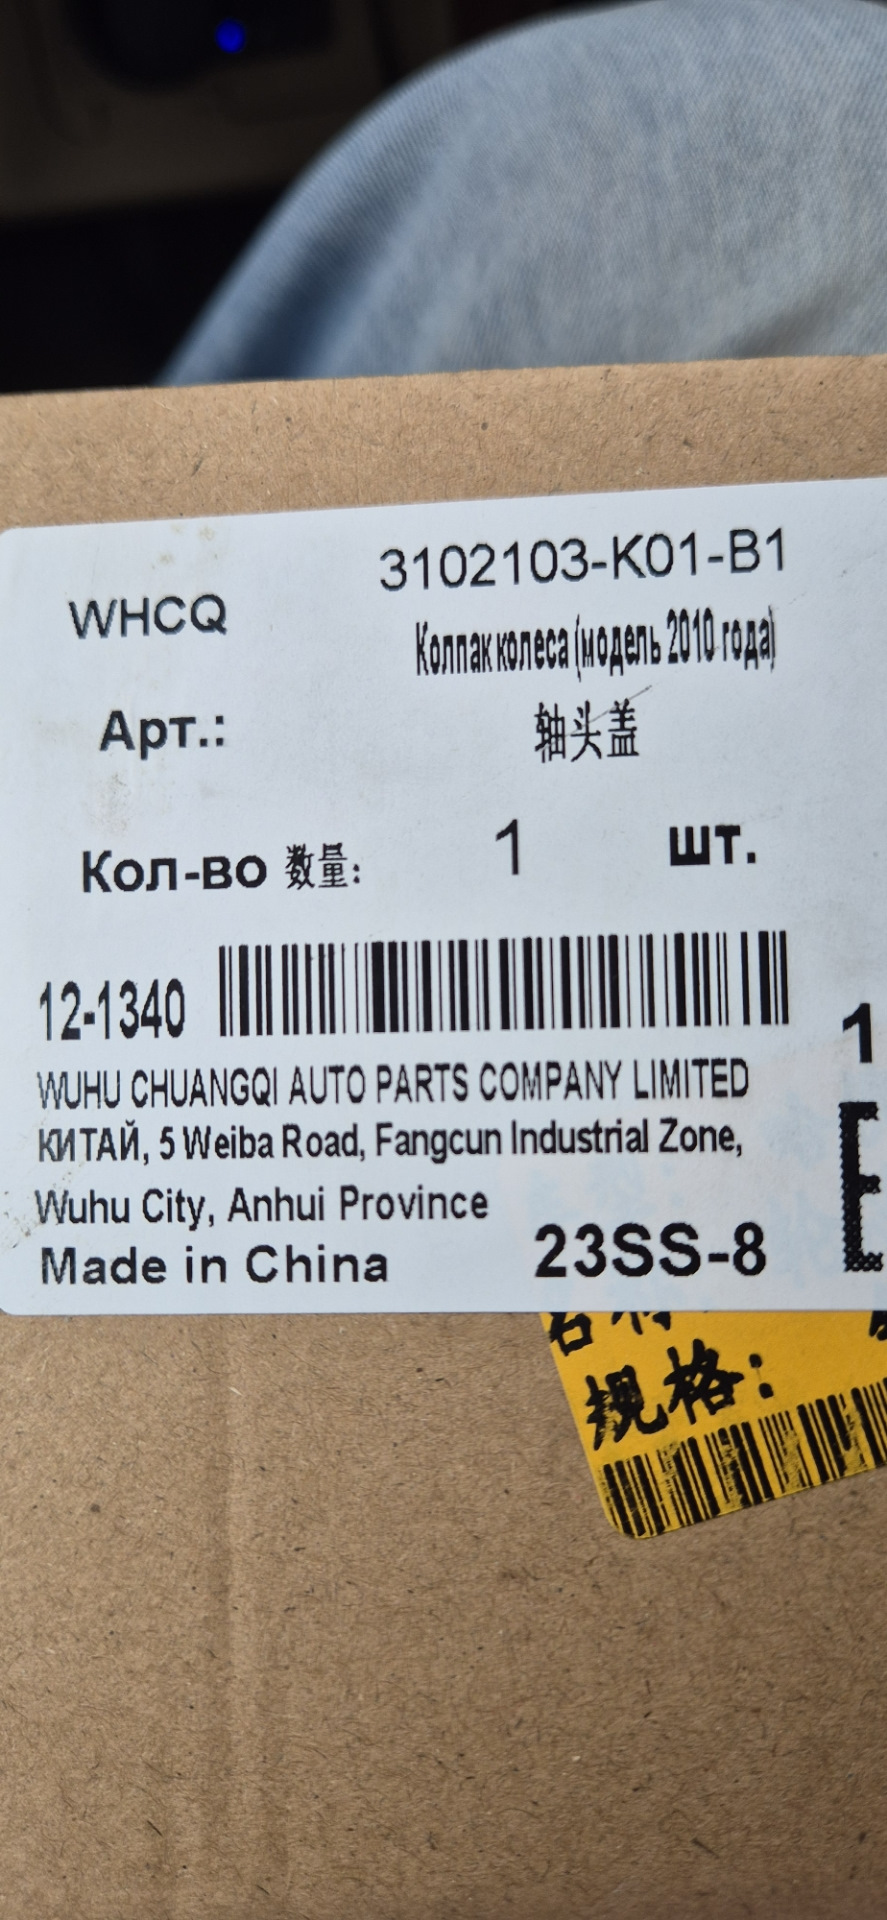 3102103-K01-B1
WHCQ
Колпак колеса (модель 2010 года)
Арт.:
轴头盖
Кол-во 数量: 1 шт.
12-1340
1
WUHU CHUANGQI AUTO PARTS COMPANY LIMITED
КИТАЙ, 5 Weiba Road, Fangcun Industrial Zone,
Wuhu City, Anhui Province
Made in China
23SS-8
规格: